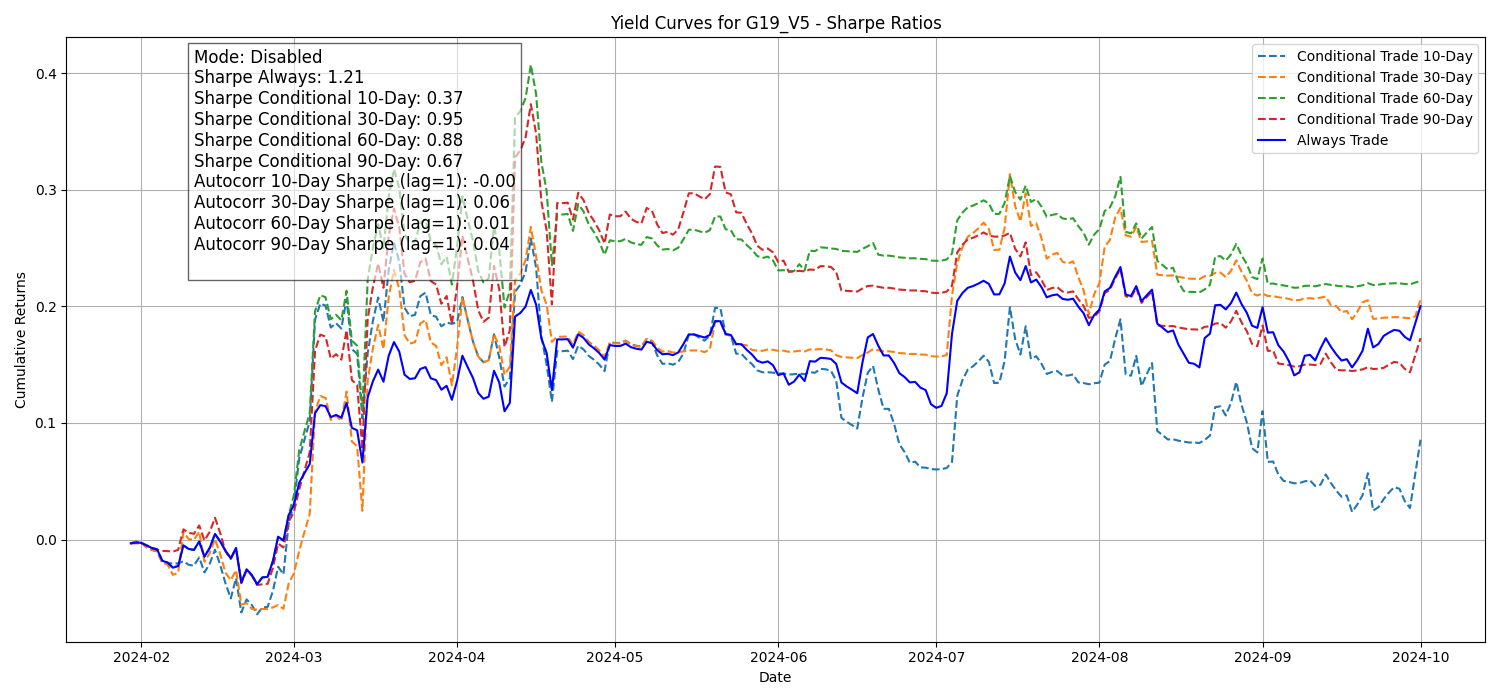 Yield Curves for G19_V5 - Sharpe Ratios
Mode: Disabled
Sharpe Always: 1.21
Sharpe Conditional 10-Day: 0.37
Sharpe Conditional 30-Day: 0.95
Sharpe Conditional 60-Day: 0.88
Sharpe Conditional 90-Day: 0.67
Autocorr 10-Day Sharpe (lag=1): -0.00
Autocorr 30-Day Sharpe (lag=1): 0.06
Autocorr 60-Day Sharpe (lag=1): 0.01
Autocorr 90-Day Sharpe (lag=1): 0.04
Conditional Trade 10-Day
Conditional Trade 30-Day
Conditional Trade 60-Day
Conditional Trade 90-Day
Always Trade
Cumulative Returns
0.4
0.3
0.2
0.1
0.0
2024-02
2024-03
2024-04
2024-05
2024-06
2024-07
2024-08
2024-09
2024-10
Date